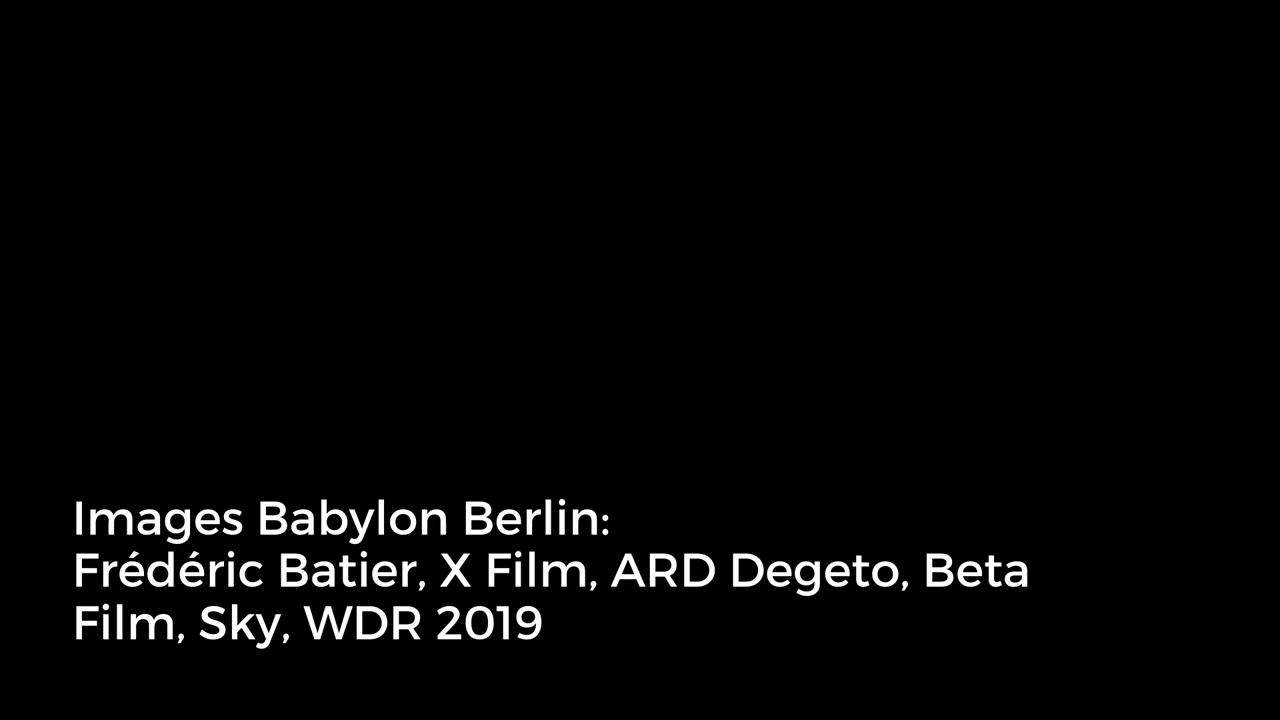 Images Babylon Berlin:
Frédéric Batier, X Film, ARD Degeto, Beta
Film, Sky, WDR 2019